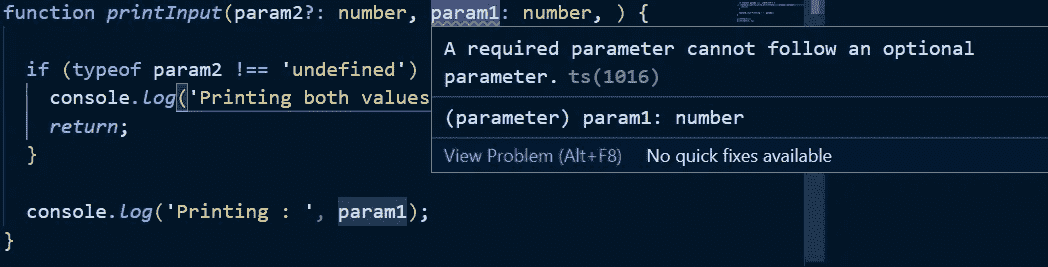 function printInput(param2?: number, param1: number, ) {
A required parameter cannot follow an optional
parameter. ts(1016)
(parameter) param1: number
View Problem (Alt+F8) No quick fixes available
if (typeof param2 !== 'undefined')
console.log('Printing both values
return;
}
console.log('Printing : ', param1);
}